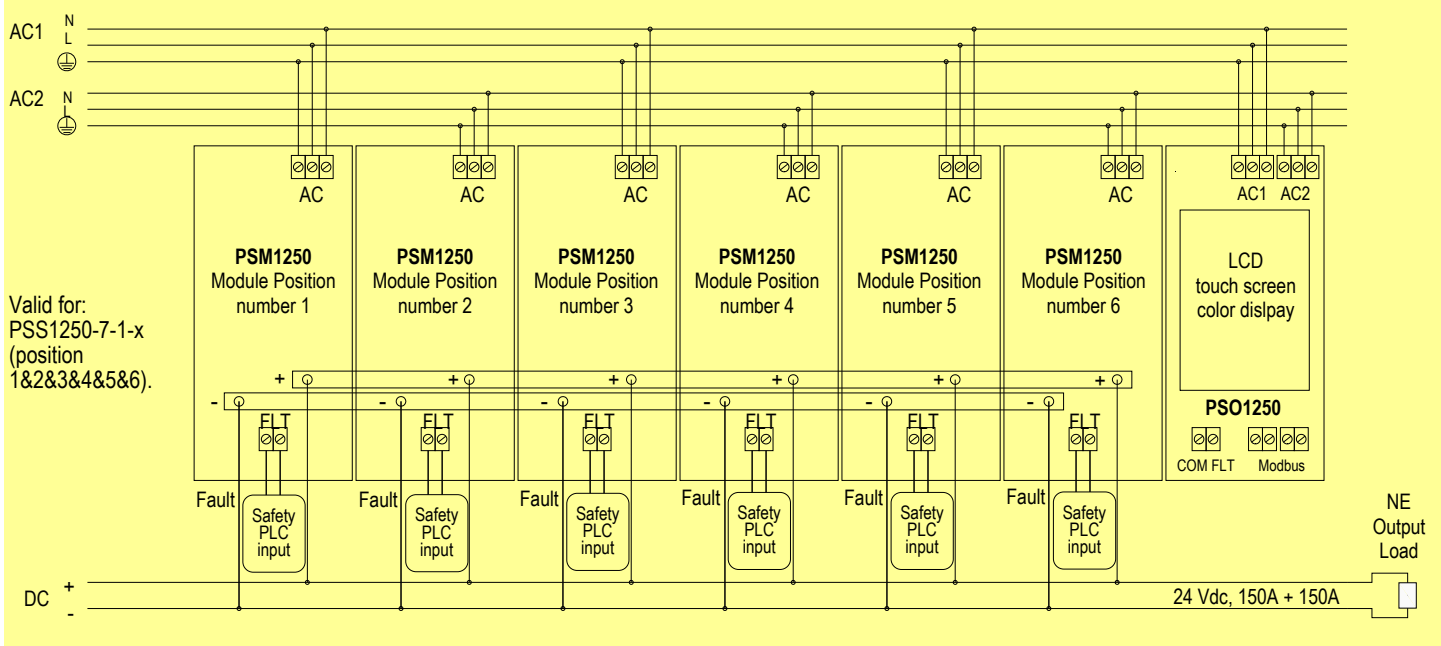 AC1 N
L
AC2 N
L
AC
AC
AC
AC
AC
AC
AC1 AC2
PSM1250
Module Position
number 1
PSM1250
Module Position
number 2
PSM1250
Module Position
number 3
PSM1250
Module Position
number 4
PSM1250
Module Position
number 5
PSM1250
Module Position
number 6
LCD
touch screen
color dislpay
Valid for:
PSS1250-7-1-x
(position
1&2&3&4&5&6).
+ + + + + +
- - - - - -
PSO1250
FLT
FLT
FLT
FLT
FLT
FLT
COM FLT Modbus
Fault
Safety
PLC
input
Fault
Safety
PLC
input
Fault
Safety
PLC
input
Fault
Safety
PLC
input
Fault
Safety
PLC
input
Fault
Safety
PLC
input
NE
Output
Load
DC +
-
24 Vdc, 150A + 150A